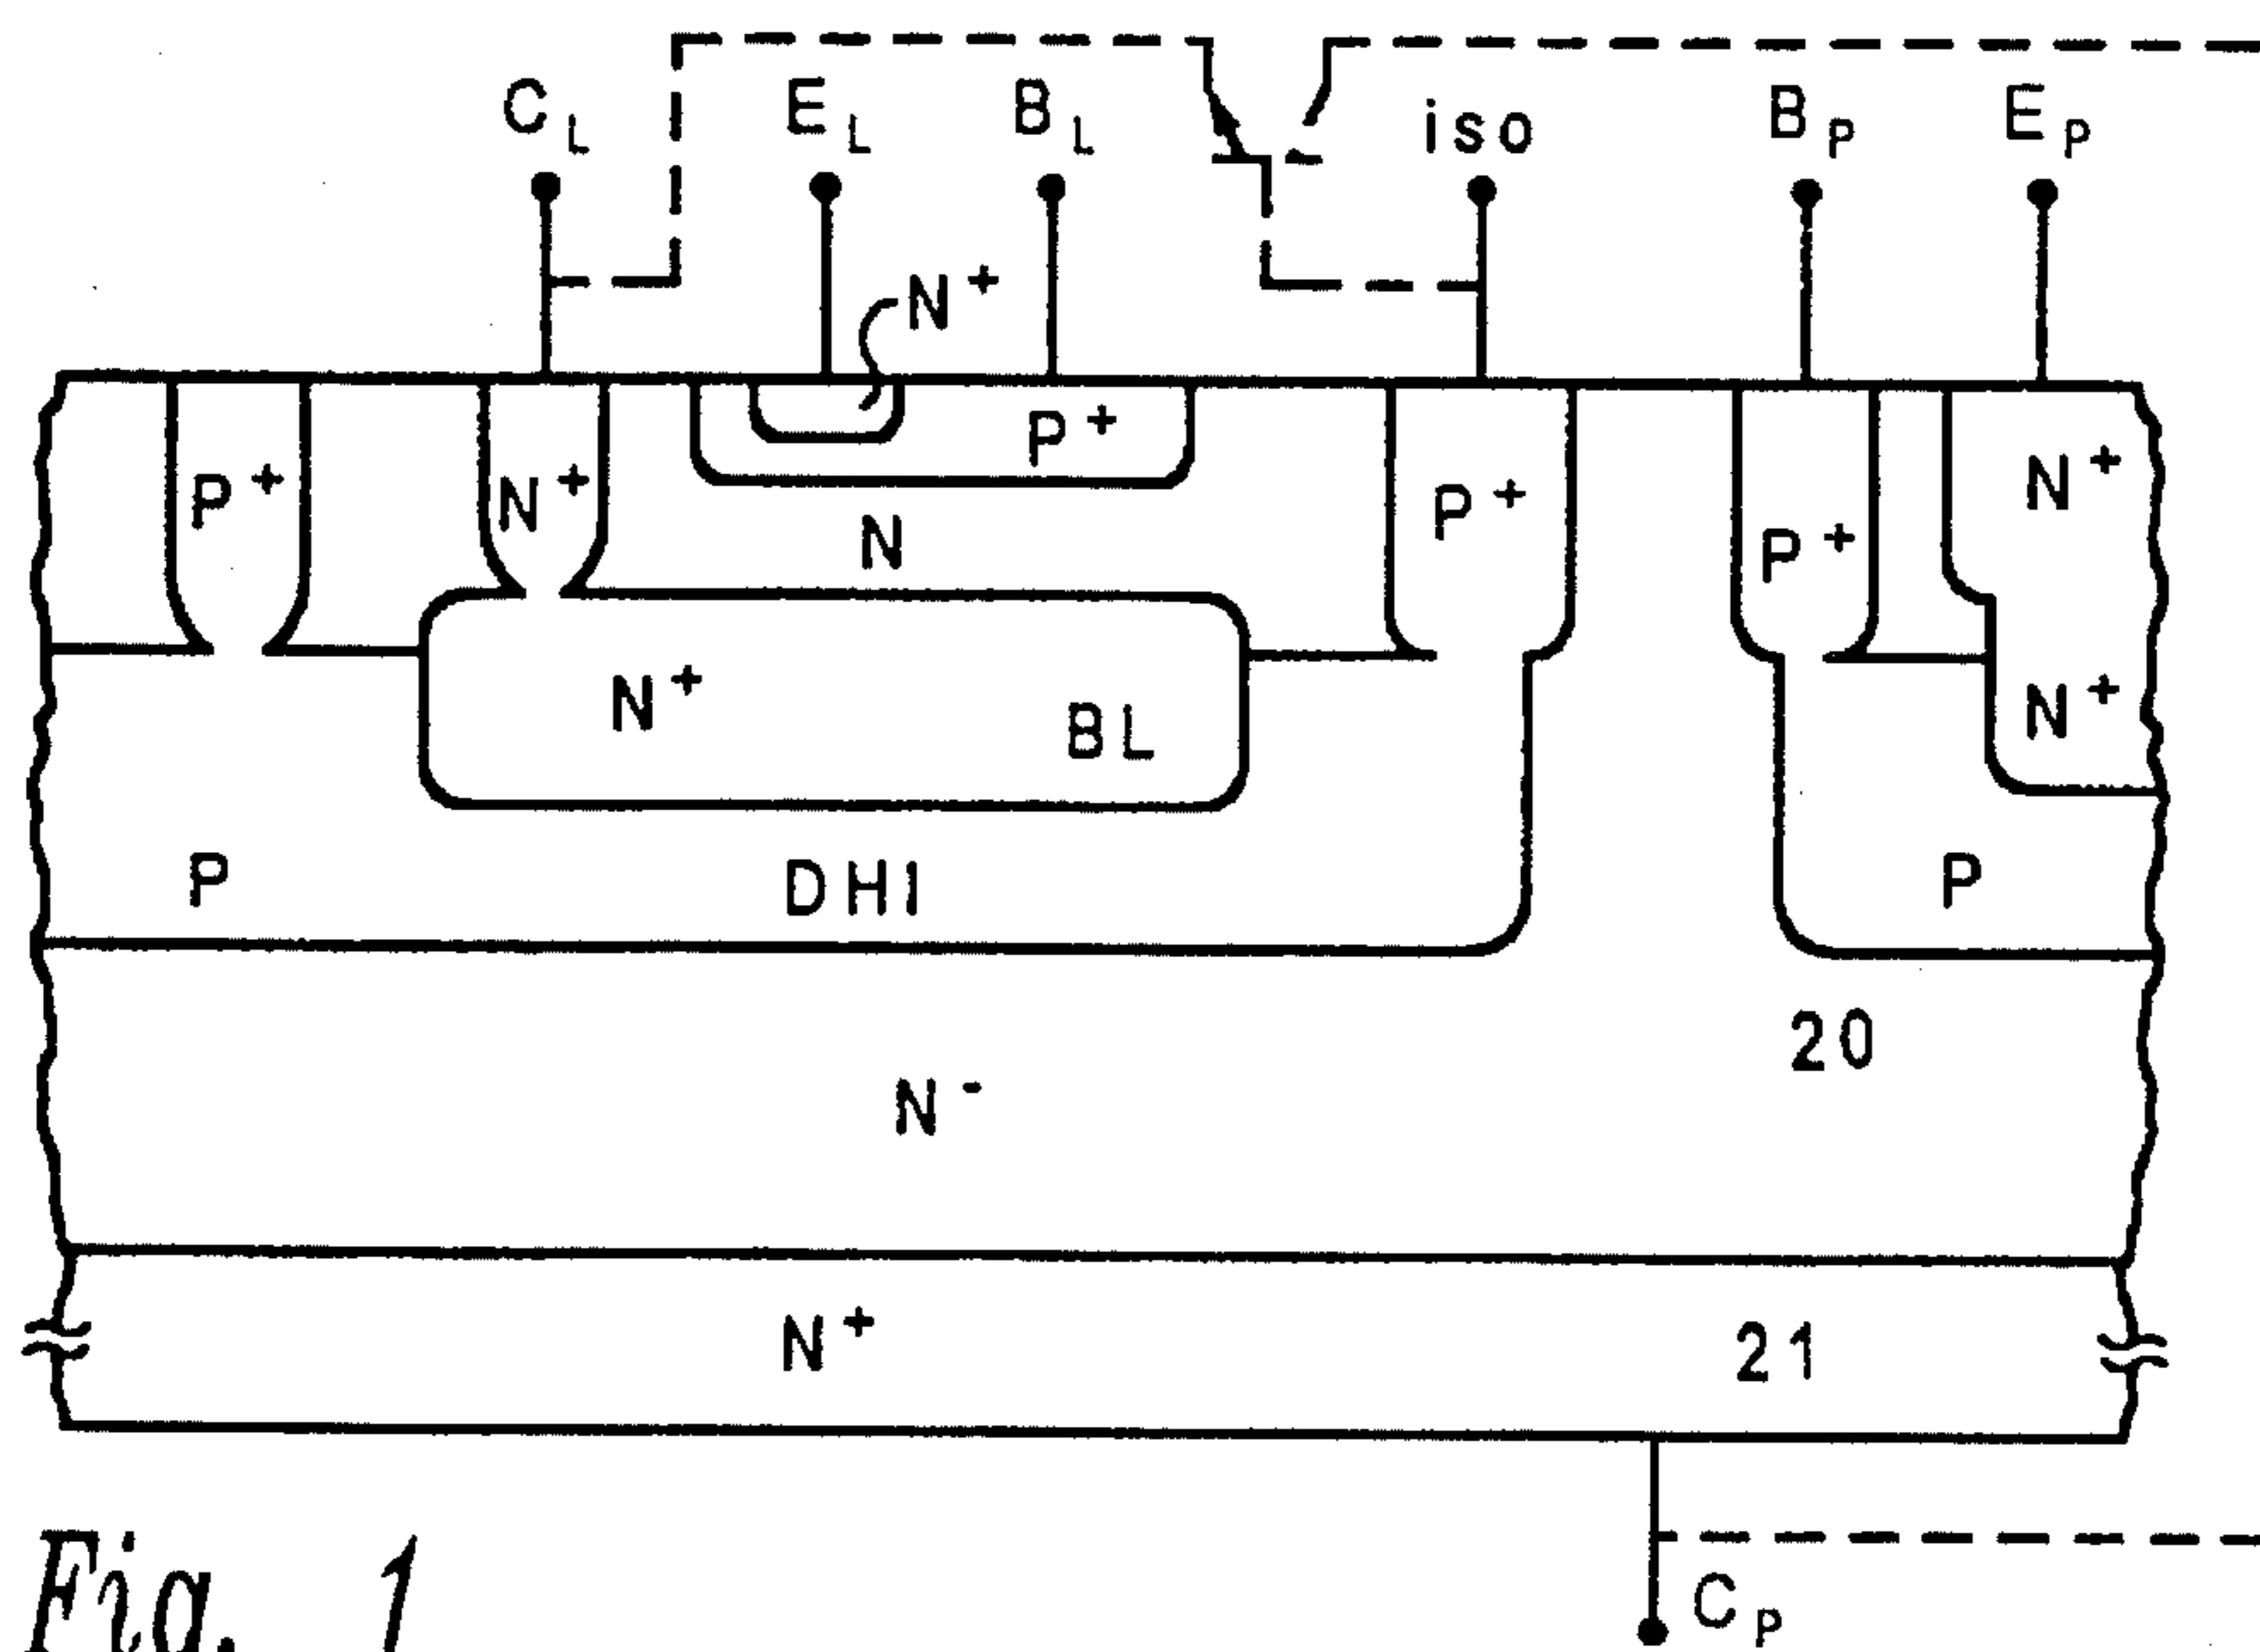 C_L E_L B_L iso B_P E_P
N⁺
P⁺ N⁺ P⁺ P⁺ P⁺ N⁺
N
N⁺ BL N⁺
P DHI P
20
N⁻
N⁺ 21
C_P
Fig. 1